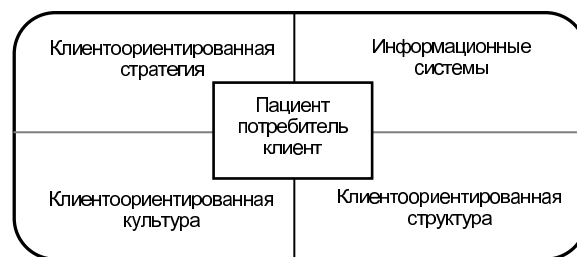 Клиентоориентированная
стратегия
Информационные
системы
Пациент
потребитель
клиент
Клиентоориентированная
культура
Клиентоориентированная
структура